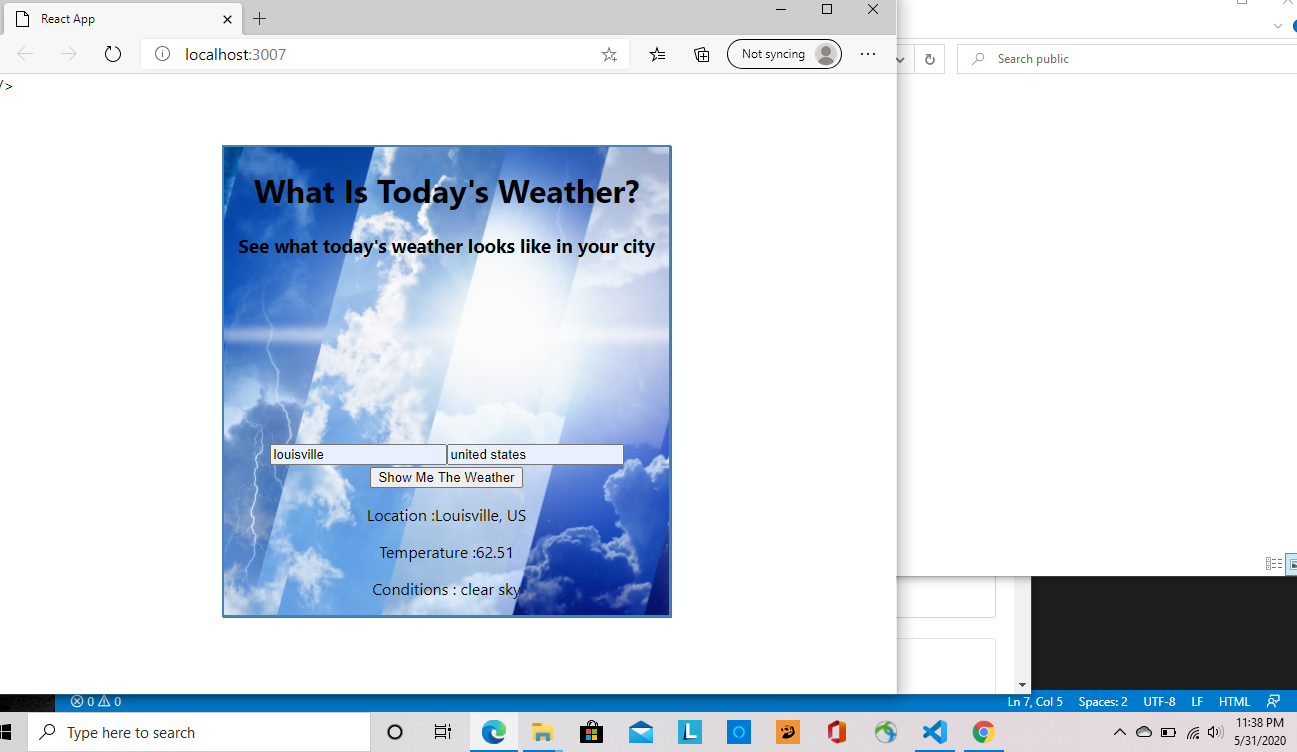 React App
localhost:3007
Not syncing
Search public
/>
What Is Today's Weather?
See what today's weather looks like in your city
louisville
united states
Show Me The Weather
Location :Louisville, US
Temperature :62.51
Conditions : clear sky
0 0
Ln 7, Col 5 Spaces: 2 UTF-8 LF HTML
Type here to search
L
11:38 PM
5/31/2020